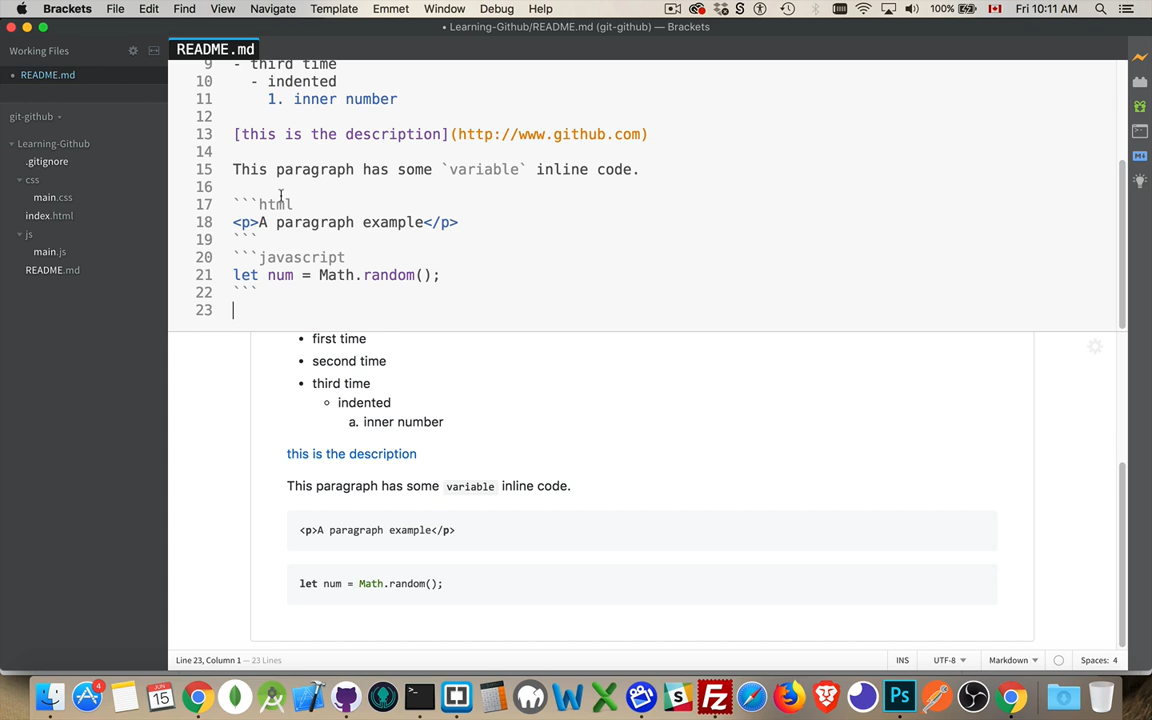 Brackets File Edit Find View Navigate Template Emmet Window Debug Help 100% Fri 10:11 AM
• Learning-Github/README.md (git-github) — Brackets
Working Files
README.md
• README.md
git-github
Learning-Github
.gitignore
css
main.css
index.html
js
main.js
README.md
9 - third time
10 - indented
11 1. inner number
12
13 [this is the description](http://www.github.com)
14
15 This paragraph has some `variable` inline code.
16
17 ```html
18 <p>A paragraph example</p>
19 ```
20 ```javascript
21 let num = Math.random();
22 ```
23
• first time
• second time
• third time
◦ indented
a. inner number
this is the description
This paragraph has some variable inline code.
<p>A paragraph example</p>
let num = Math.random();
Line 23, Column 1 — 23 Lines
INS UTF-8 Markdown Spaces: 4
4 JUN 15 Ps Fz